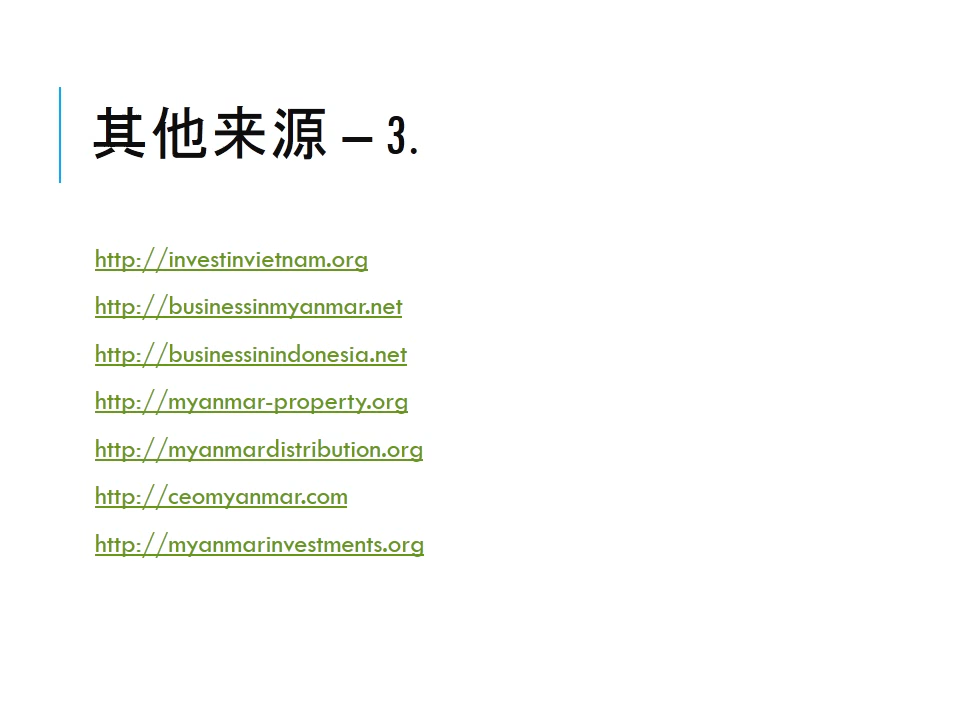 其他来源 – 3.
http://investinvietnam.org
http://businessinmyanmar.net
http://businessinindonesia.net
http://myanmar-property.org
http://myanmardistribution.org
http://ceomyanmar.com
http://myanmarinvestments.org